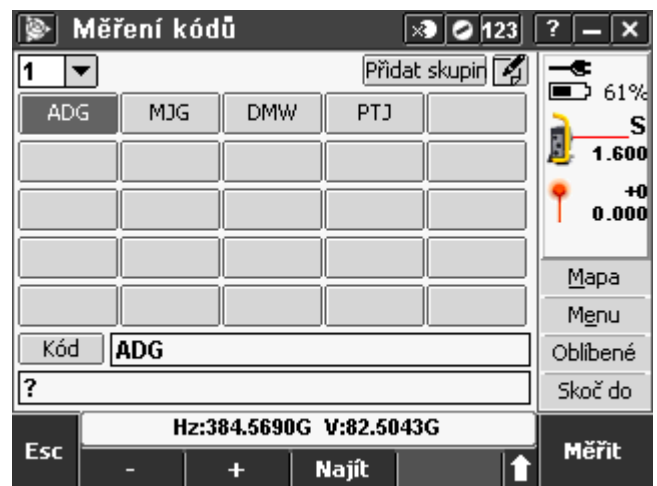 Měření kódů 123 ?
1 Přidat skupin
61%
ADG MJG DMW PTJ
S
1.600
+0
0.000
Mapa
Menu
Kód ADG
Oblíbené
?
Skoč do
Hz:384.5690G V:82.5043G
Esc - + Najít Měřit